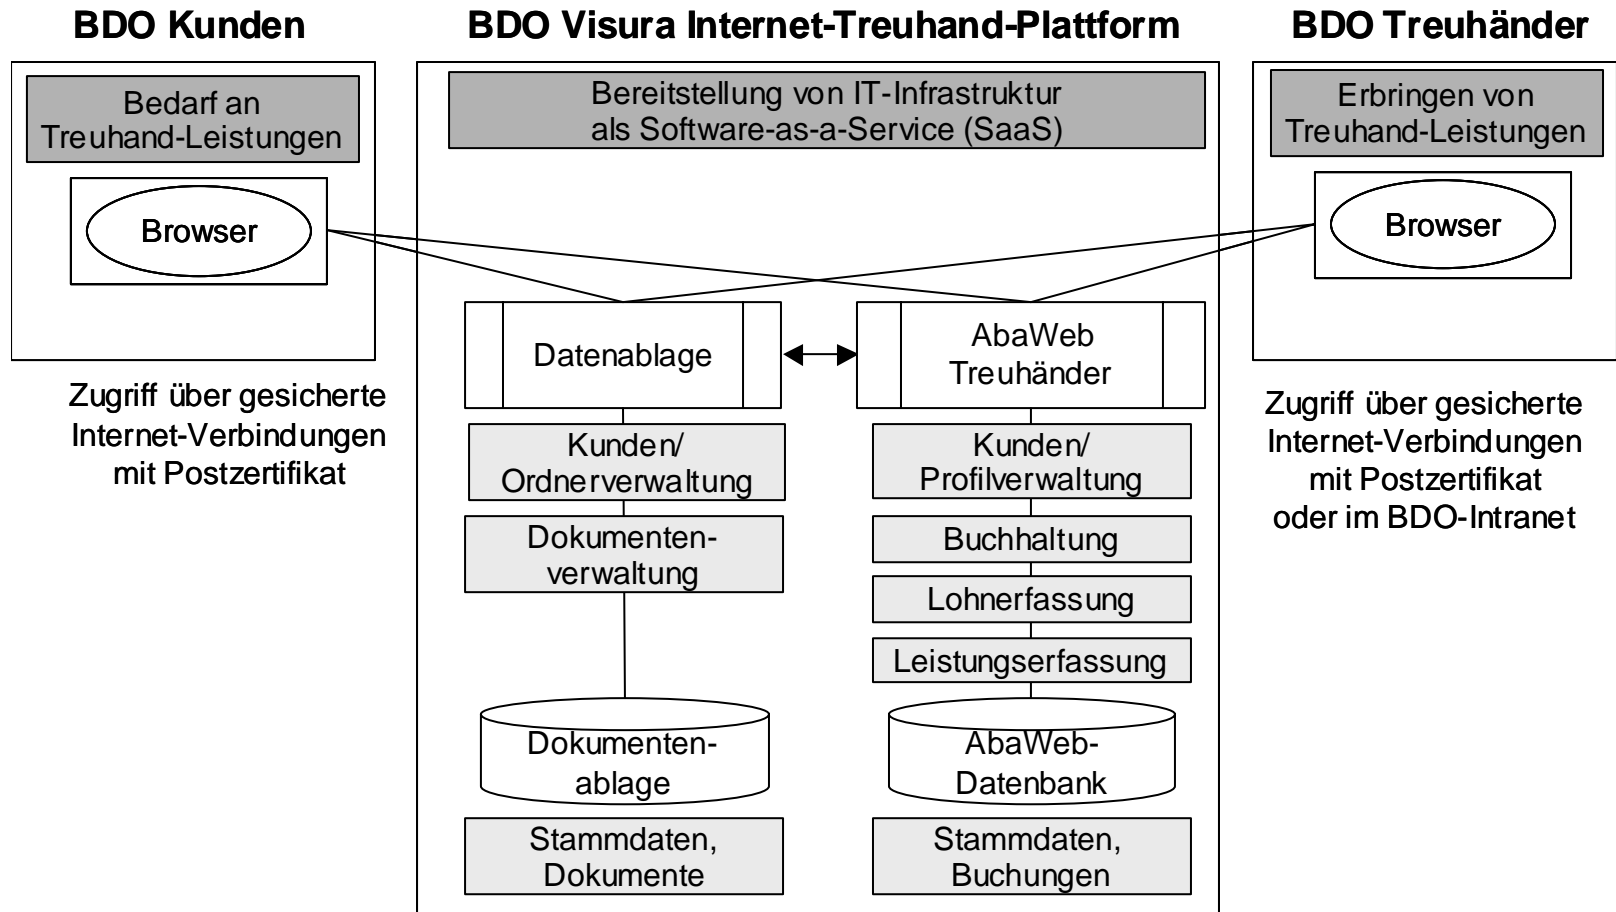 BDO Kunden
Bedarf an
Treuhand-Leistungen
Browser
Zugriff über gesicherte
Internet-Verbindungen
mit Postzertifikat
BDO Visura Internet-Treuhand-Plattform
Bereitstellung von IT-Infrastruktur
als Software-as-a-Service (SaaS)
Datenablage
Kunden/
Ordnerverwaltung
Dokumenten-
verwaltung
Dokumenten-
ablage
Stammdaten,
Dokumente
AbaWeb
Treuhänder
Kunden/
Profilverwaltung
Buchhaltung
Lohnerfassung
Leistungserfassung
AbaWeb-
Datenbank
Stammdaten,
Buchungen
BDO Treuhänder
Erbringen von
Treuhand-Leistungen
Browser
Zugriff über gesicherte
Internet-Verbindungen
mit Postzertifikat
oder im BDO-Intranet